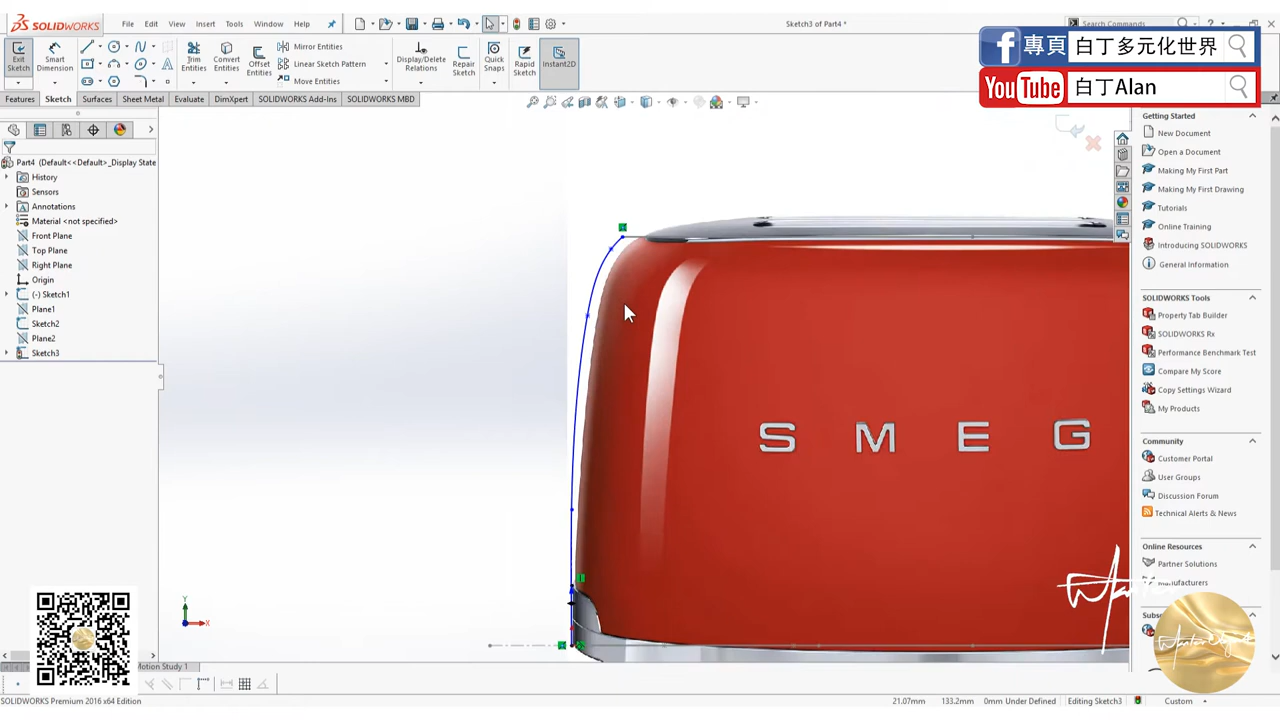 SOLIDWORKS
File
Edit
View
Insert
Tools
Window
Help
Sketch3 of Part4 *
Search Commands
Exit Sketch
Smart Dimension
Trim Entities
Convert Entities
Offset Entities
Mirror Entities
Linear Sketch Pattern
Move Entities
Display/Delete Relations
Repair Sketch
Quick Snaps
Rapid Sketch
Instant2D
專頁
白丁多元化世界
YouTube
白丁Alan
Features
Sketch
Surfaces
Sheet Metal
Evaluate
DimXpert
SOLIDWORKS Add-Ins
SOLIDWORKS MBD
Part4 (Default<<Default>_Display State
History
Sensors
Annotations
Material <not specified>
Front Plane
Top Plane
Right Plane
Origin
(-) Sketch1
Plane1
Sketch2
Plane2
Sketch3
SMEG
Y
X
Getting Started
New Document
Open a Document
Making My First Part
Making My First Drawing
Tutorials
Online Training
Introducing SOLIDWORKS
General Information
SOLIDWORKS Tools
Property Tab Builder
SOLIDWORKS Rx
Performance Benchmark Test
Compare My Score
Copy Settings Wizard
My Products
Community
Customer Portal
User Groups
Discussion Forum
Technical Alerts & News
Online Resources
Partner Solutions
Manufacturers
Motion Study 1
SOLIDWORKS Premium 2016 x64 Edition
21.07mm
133.2mm
0mm
Under Defined
Editing Sketch3
Custom